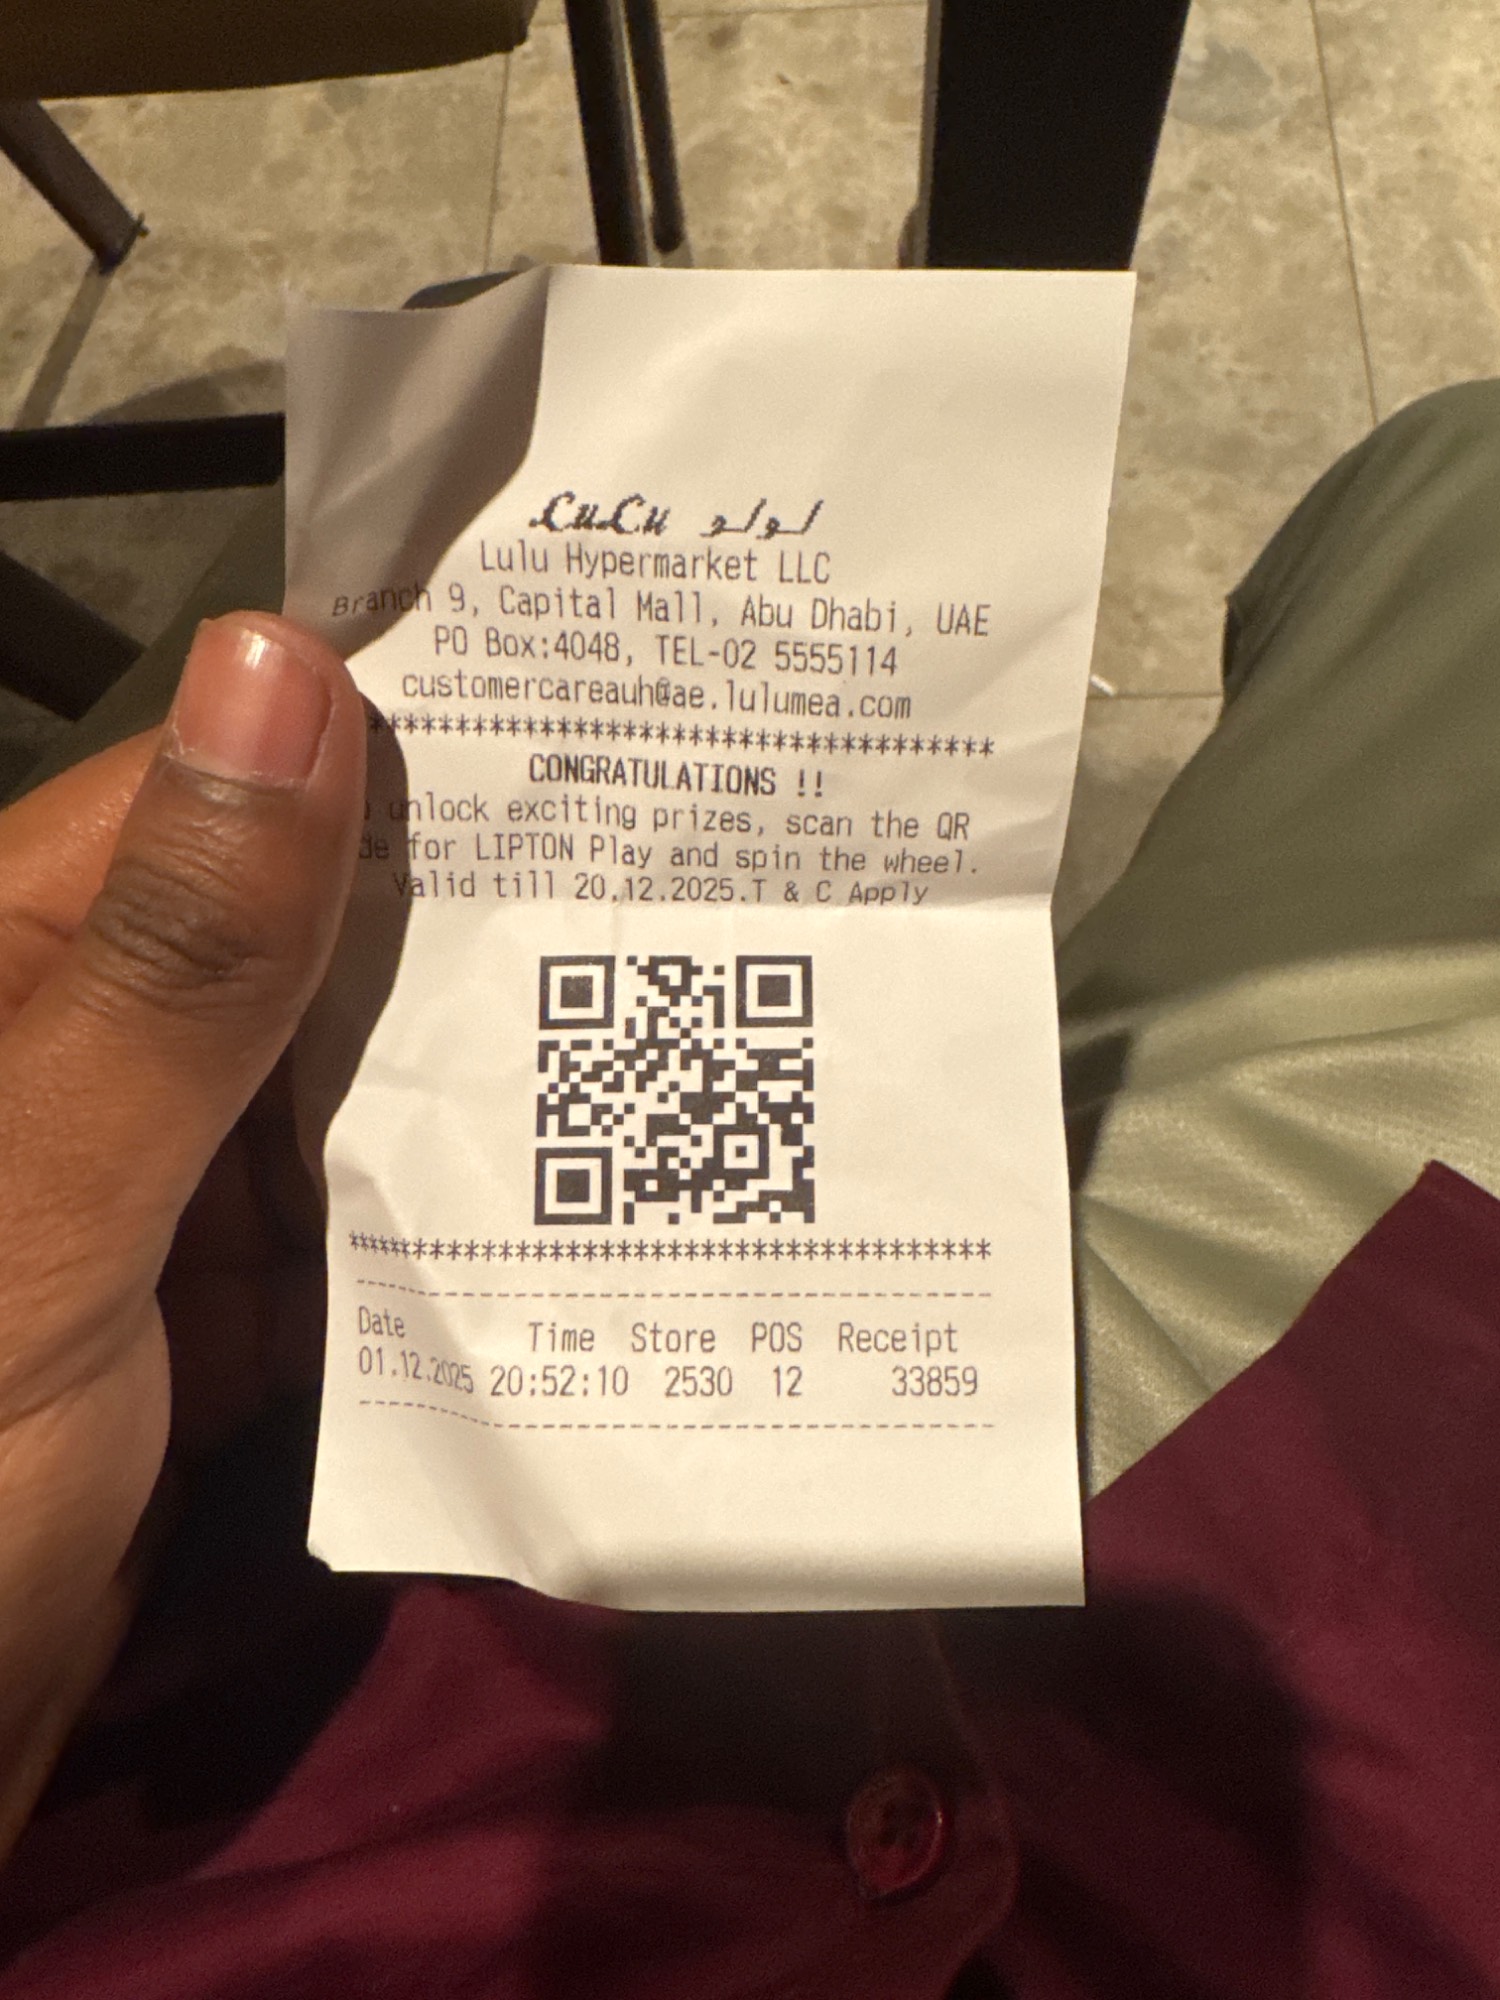 LuLu لولو
Lulu Hypermarket LLC
Branch 9, Capital Mall, Abu Dhabi, UAE
PO Box:4048, TEL-02 5555114
customercareauh@ae.lulumea.com
**************************************
CONGRATULATIONS !!
unlock exciting prizes, scan the QR
for LIPTON Play and spin the wheel.
Valid till 20.12.2025.T & C Apply
**************************************
--------------------------------------
Date Time Store POS Receipt
01.12.2025 20:52:10 2530 12 33859
--------------------------------------